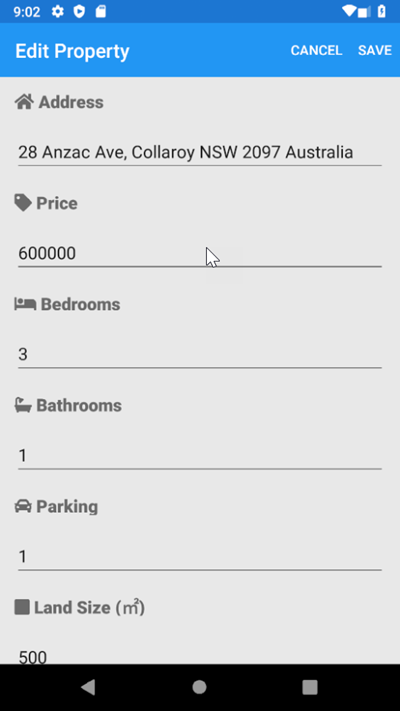 9:02
Edit Property
CANCEL
SAVE
Address
28 Anzac Ave, Collaroy NSW 2097 Australia
Price
600000
Bedrooms
3
Bathrooms
1
Parking
1
Land Size (㎡)
500